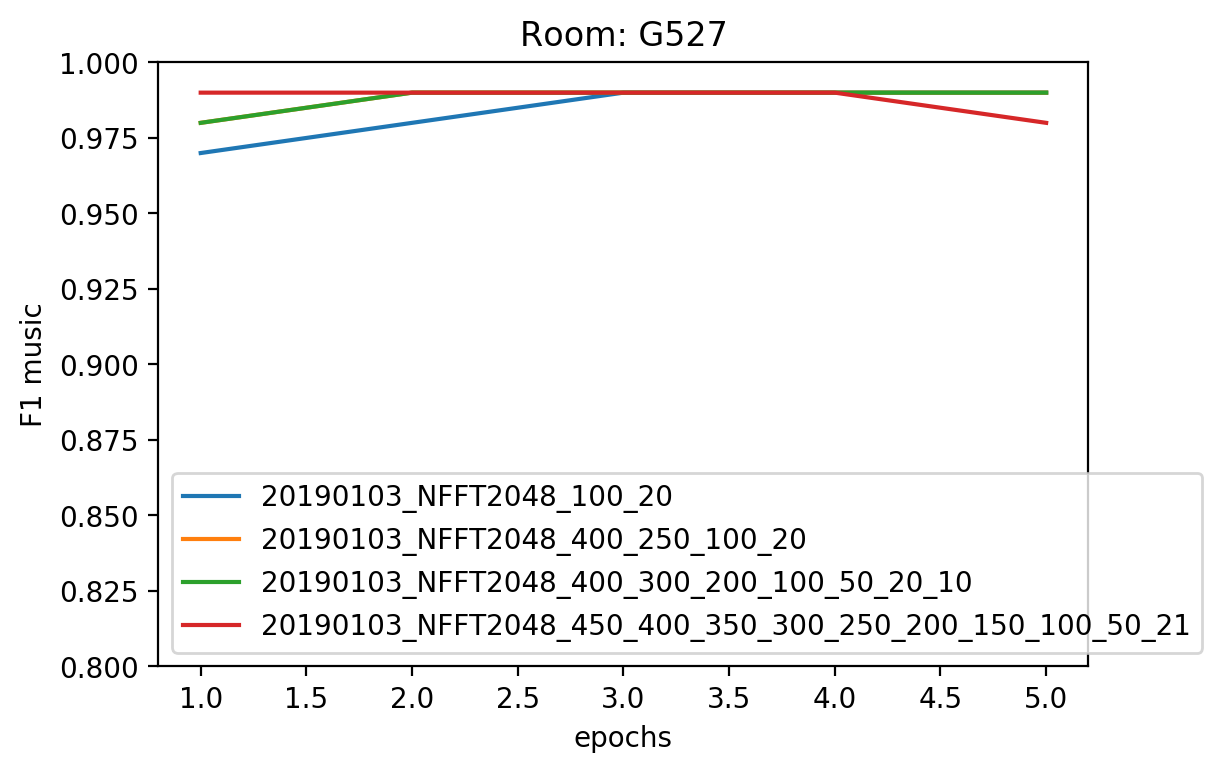 Room: G527
1.000
0.975
0.950
0.925
0.900
0.875
0.850
0.825
0.800
F1 music
20190103_NFFT2048_100_20
20190103_NFFT2048_400_250_100_20
20190103_NFFT2048_400_300_200_100_50_20_10
20190103_NFFT2048_450_400_350_300_250_200_150_100_50_21
1.0 1.5 2.0 2.5 3.0 3.5 4.0 4.5 5.0
epochs